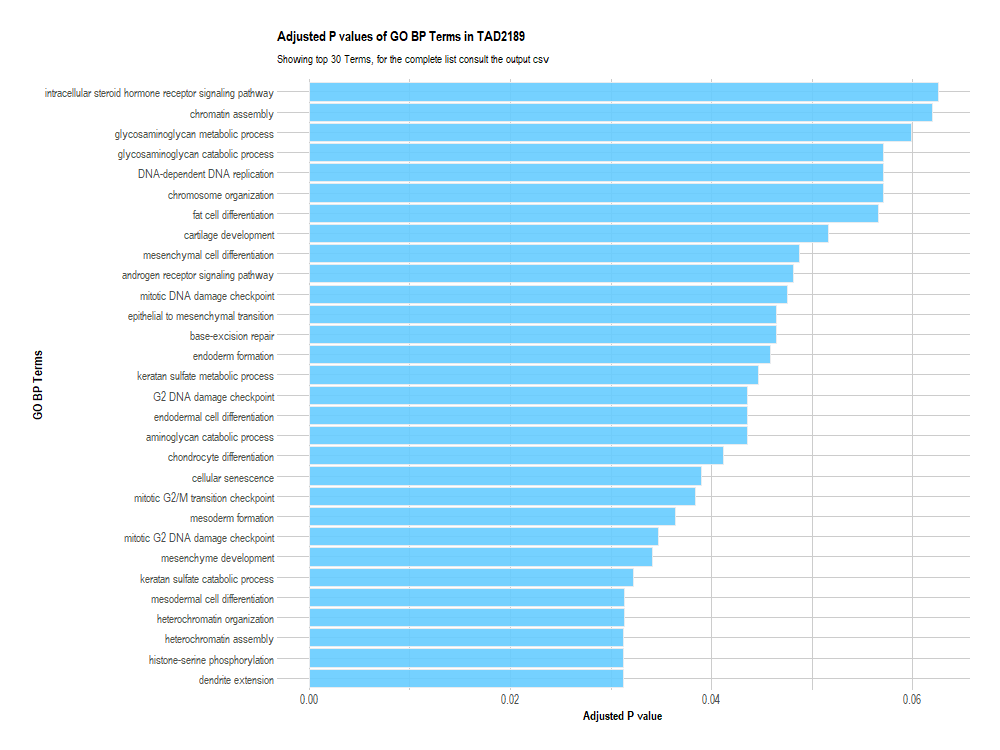 Adjusted P values of GO BP Terms in TAD2189
Showing top 30 Terms, for the complete list consult the output csv
GO BP Terms
intracellular steroid hormone receptor signaling pathway
chromatin assembly
glycosaminoglycan metabolic process
glycosaminoglycan catabolic process
DNA-dependent DNA replication
chromosome organization
fat cell differentiation
cartilage development
mesenchymal cell differentiation
androgen receptor signaling pathway
mitotic DNA damage checkpoint
epithelial to mesenchymal transition
base-excision repair
endoderm formation
keratan sulfate metabolic process
G2 DNA damage checkpoint
endodermal cell differentiation
aminoglycan catabolic process
chondrocyte differentiation
cellular senescence
mitotic G2/M transition checkpoint
mesoderm formation
mitotic G2 DNA damage checkpoint
mesenchyme development
keratan sulfate catabolic process
mesodermal cell differentiation
heterochromatin organization
heterochromatin assembly
histone-serine phosphorylation
dendrite extension
0.00 0.02 0.04 0.06
Adjusted P value